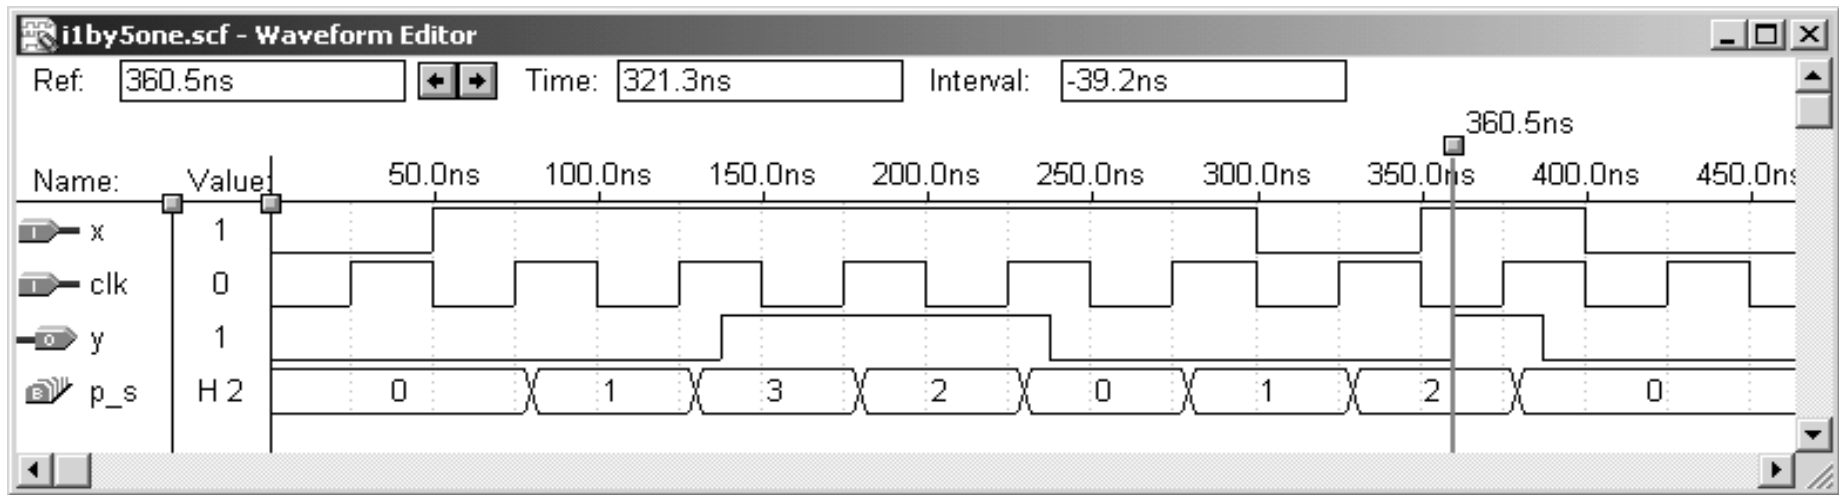 i1by5one.scf - Waveform Editor
Ref: 360.5ns Time: 321.3ns Interval: -39.2ns
360.5ns
Name: Value: 50.0ns 100.0ns 150.0ns 200.0ns 250.0ns 300.0ns 350.0ns 400.0ns 450.0ns
I x 1
I clk 0
O y 1
B p_s H 2 0 1 3 2 0 1 2 0